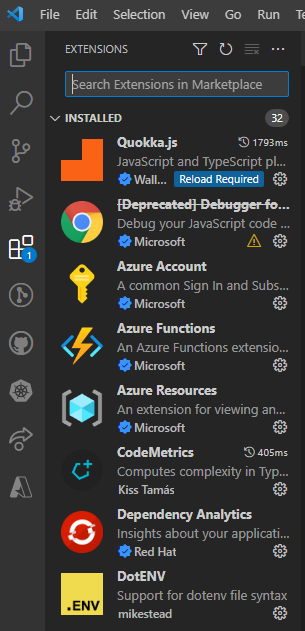 File Edit Selection View Go Run Te
EXTENSIONS
Search Extensions in Marketplace
INSTALLED 32
Quokka.js 1793ms
JavaScript and TypeScript pl...
Wall... Reload Required
[Deprecated] Debugger fo...
Debug your JavaScript code ...
Microsoft
Azure Account
A common Sign In and Subs...
Microsoft
Azure Functions
An Azure Functions extensio...
Microsoft
1
Azure Resources
An extension for viewing an...
Microsoft
CodeMetrics 405ms
Computes complexity in Typ...
Kiss Tamás
Dependency Analytics
Insights about your applicati...
Red Hat
DotENV
.ENV
Support for dotenv file syntax
mikestead